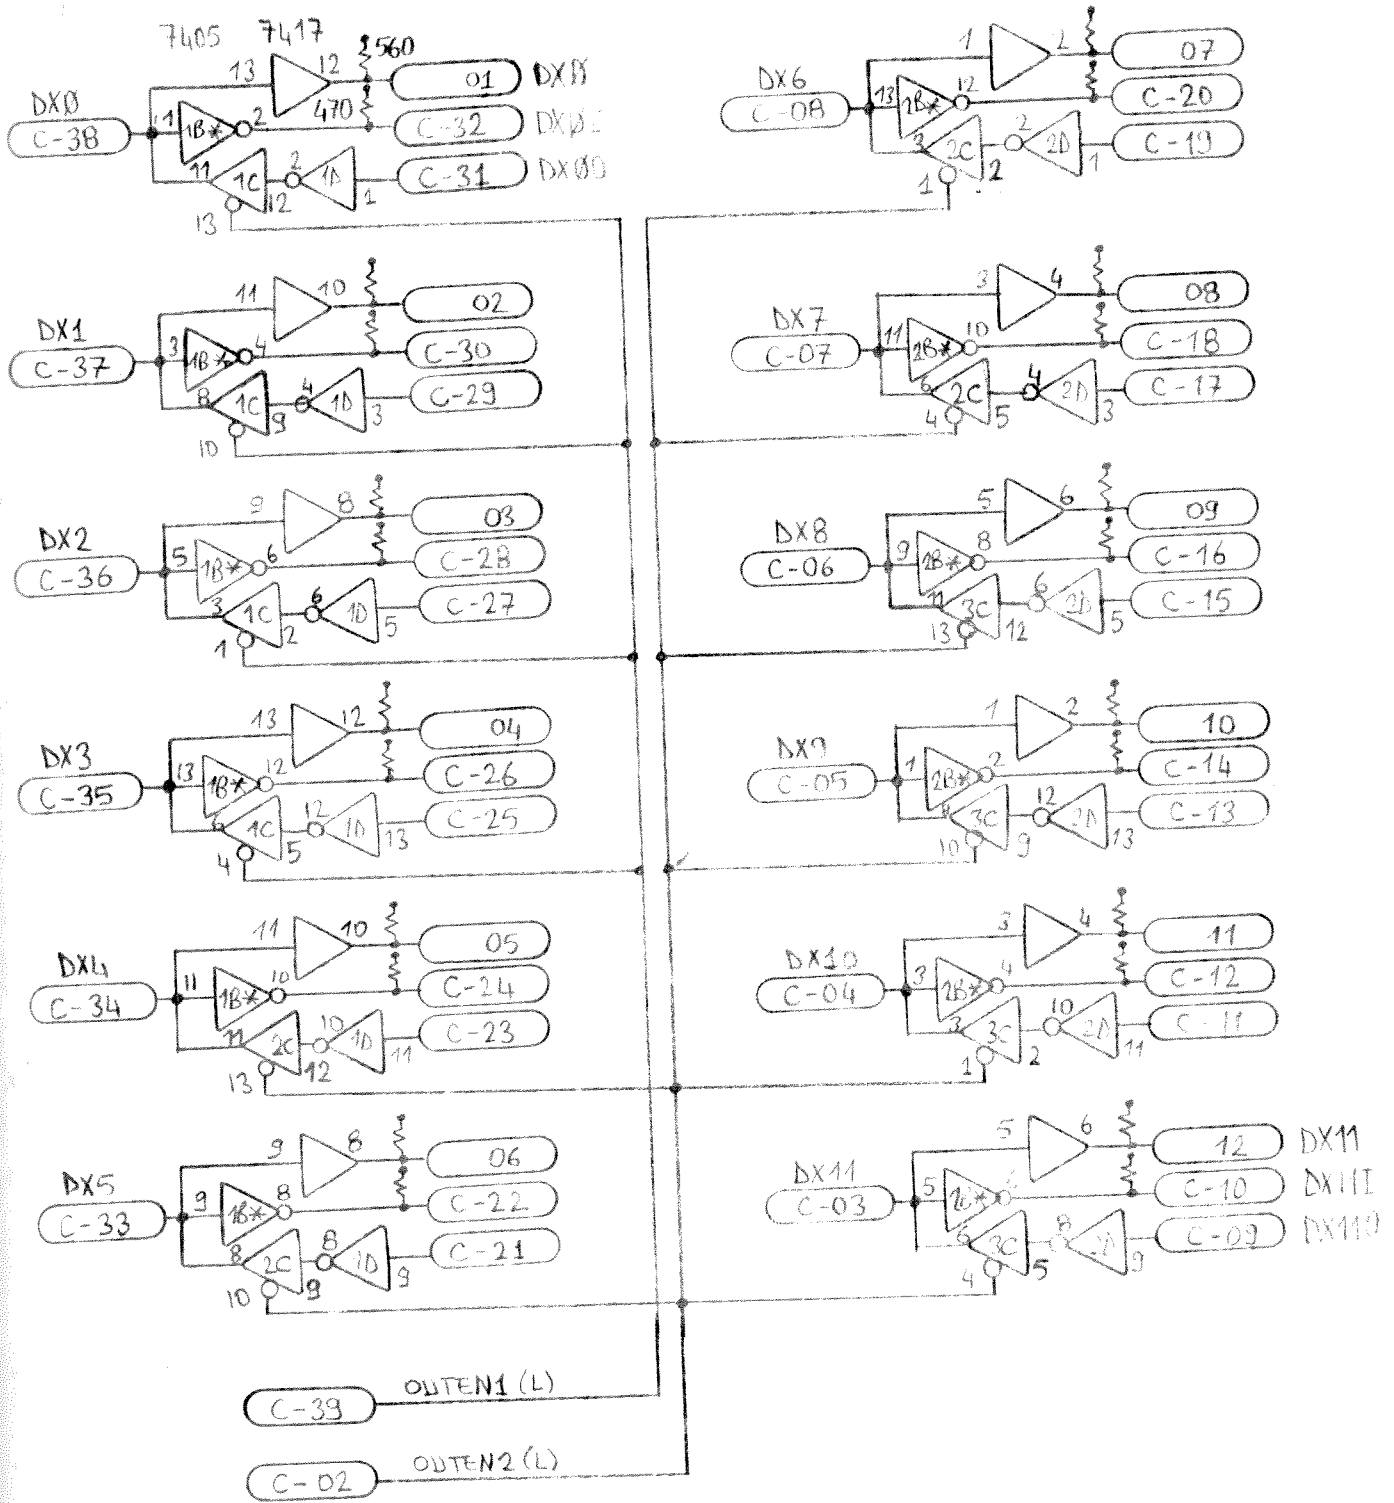 7405 7417
560
13 12 01
DX0
470
C-38 1 1B* 2 C-32
11 1C 12 2 1D 1 C-31 DX00
13
11 10 02
DX1
C-37 3 1B* 4 C-30
8 1C 9 4 1D 3 C-29
10
9 8 03
DX2
C-36 5 1B* 6 C-28
3 1C 2 6 1D 5 C-27
1
13 12 04
DX3
C-35 13 1B* 12 C-26
6 1C 5 12 1D 13 C-25
4
11 10 05
DX4
C-34 11 1B* 10 C-24
11 2C 12 10 1D 11 C-23
13
9 8 06
DX5
C-33 9 1B* 8 C-22
8 2C 9 8 1D 9 C-21
10
1 2 07
DX6
C-08 13 2B* 12 C-20
3 2C 2 2 2D 1 C-19
1
3 4 08
DX7
C-07 11 2B* 10 C-18
6 2C 5 4 2D 3 C-17
4
5 6 09
DX8
C-06 9 2B* 8 C-16
11 3C 12 6 2D 5 C-15
13
1 2 10
DX9
C-05 1 2B* 2 C-14
8 3C 9 12 2D 13 C-13
10
3 4 11
DX10
C-04 3 2B* 4 C-12
3 3C 2 10 2D 11 C-11
1
5 6 12 DX11
DX11
C-03 5 2B* 6 C-10 DX11I
6 3C 5 8 2D 9 C-09 DX110
4
C-39 OUTEN1 (L)
C-02 OUTEN2 (L)